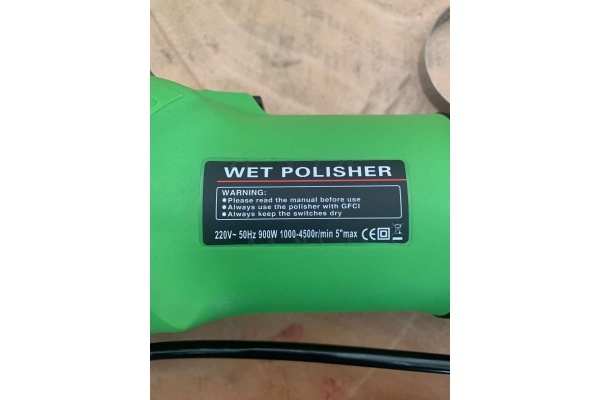 WET POLISHER
WARNING:
●Please read the manual before use
●Always use the polisher with GFCI
●Always keep the switches dry
220V~ 50Hz 900W 1000-4500r/min 5"max CE